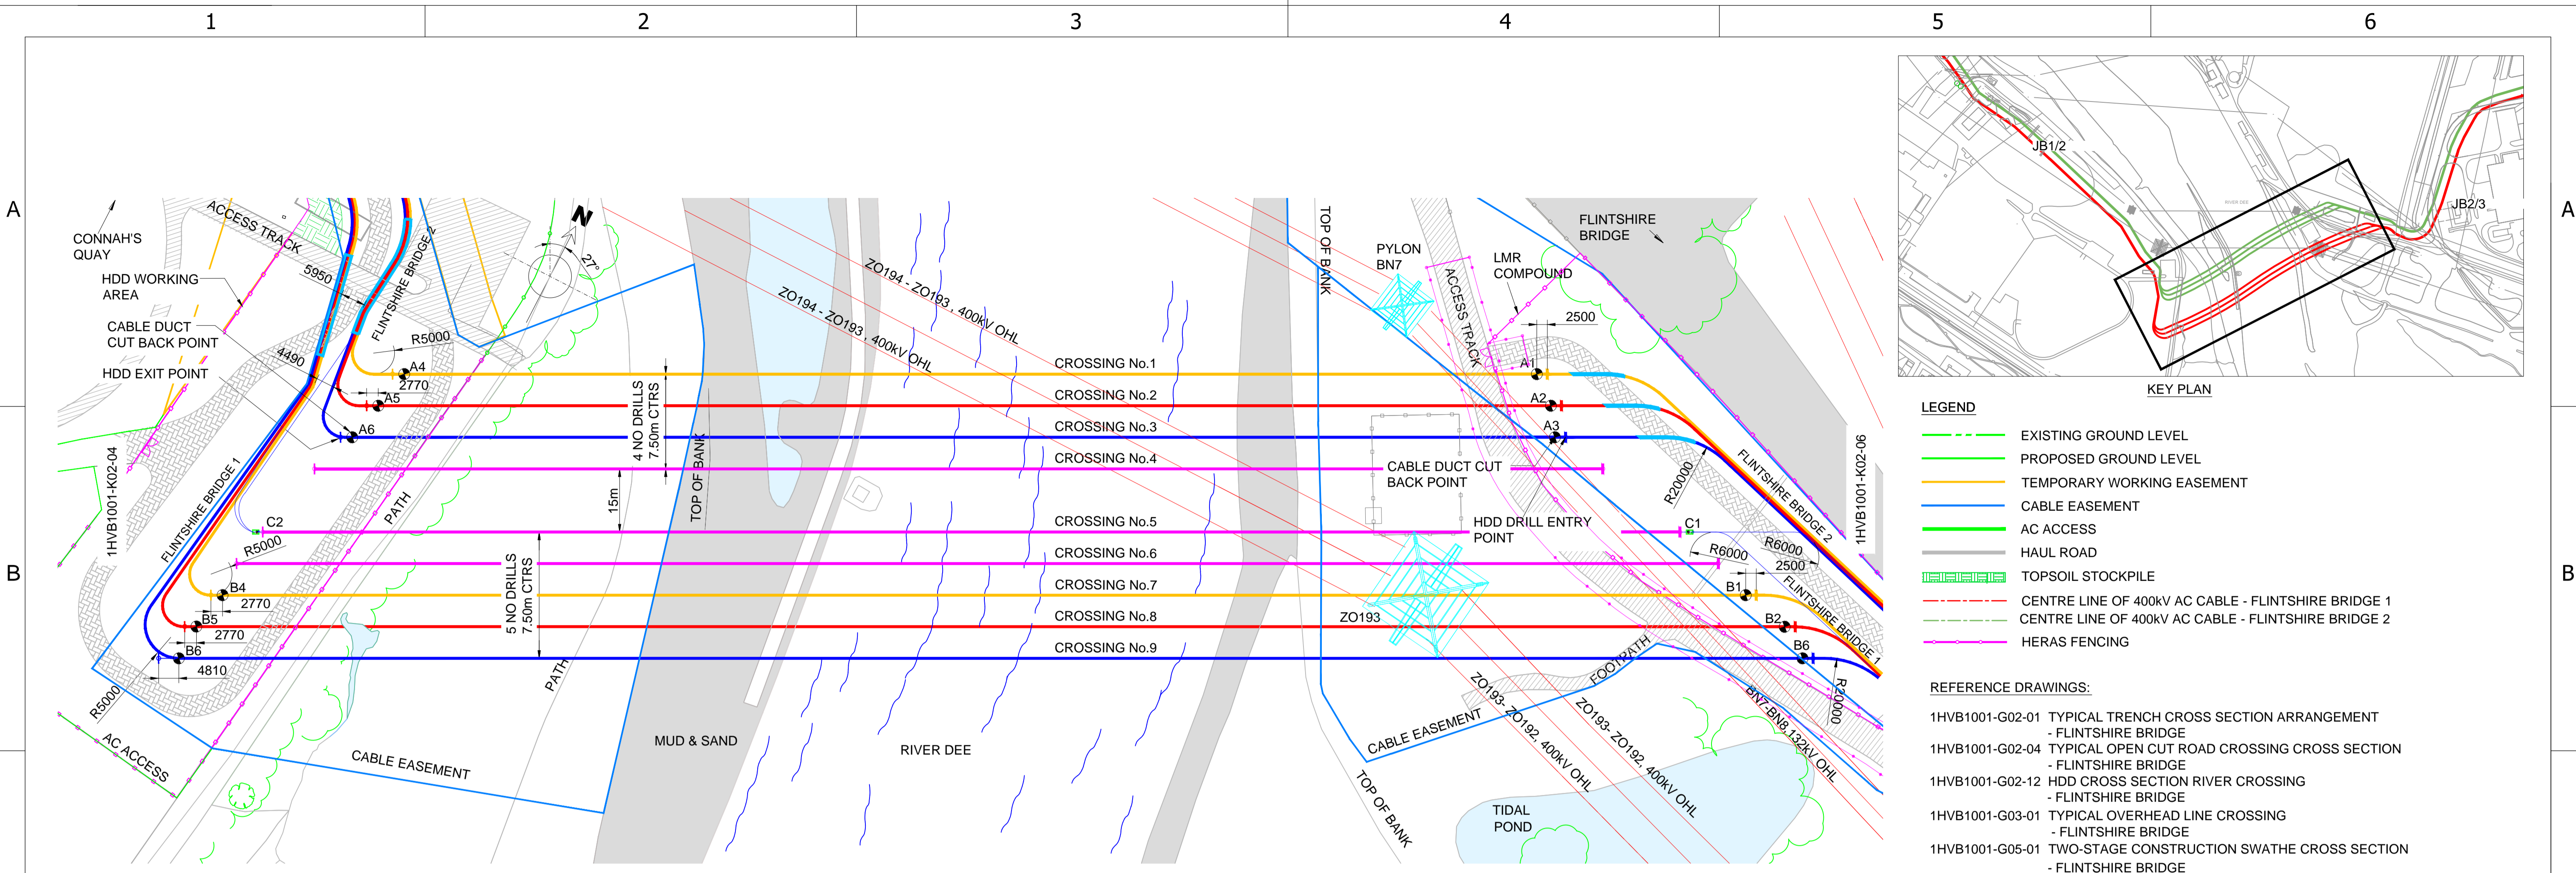 1
2
3
4
5
6
A
A
B
B
CONNAH'S
QUAY
HDD WORKING
AREA
CABLE DUCT
CUT BACK POINT
HDD EXIT POINT
ACCESS TRACK
5950
4490
FLINTSHIRE BRIDGE 2
R5000
A4
2770
A5
A6
N
27°
1HVB1001-K02-04
FLINTSHIRE BRIDGE 1
C2
R5000
B4
2770
B5
2770
B6
4810
R5000
AC ACCESS
CABLE EASEMENT
PATH
PATH
4 NO DRILLS
7.50m CTRS
15m
5 NO DRILLS
7.50m CTRS
TOP OF BANK
MUD & SAND
RIVER DEE
ZO194 - ZO193 , 400kV OHL
ZO194 - ZO193 , 400kV OHL
CROSSING No.1
CROSSING No.2
CROSSING No.3
CROSSING No.4
CROSSING No.5
CROSSING No.6
CROSSING No.7
CROSSING No.8
CROSSING No.9
TOP OF BANK
PYLON
BN7
ACCESS TRACK
LMR
COMPOUND
FLINTSHIRE
BRIDGE
2500
A1
A2
A3
CABLE DUCT CUT
BACK POINT
HDD DRILL ENTRY
POINT
R20000
FLINTSHIRE BRIDGE 2
1HVB1001-K02-06
C1
R6000
R6000
2500
B1
B2
B6
FLINTSHIRE BRIDGE 1
R20000
ZO193
FOOTPATH
CABLE EASEMENT
ZO193- ZO192, 400kV OHL
ZO193- ZO192, 400kV OHL
BN7-BN8,132kV OHL
TOP OF BANK
TIDAL
POND
JB1/2
RIVER DEE
JB2/3
KEY PLAN
LEGEND
EXISTING GROUND LEVEL
PROPOSED GROUND LEVEL
TEMPORARY WORKING EASEMENT
CABLE EASEMENT
AC ACCESS
HAUL ROAD
TOPSOIL STOCKPILE
CENTRE LINE OF 400kV AC CABLE - FLINTSHIRE BRIDGE 1
CENTRE LINE OF 400kV AC CABLE - FLINTSHIRE BRIDGE 2
HERAS FENCING
REFERENCE DRAWINGS:
1HVB1001-G02-01 TYPICAL TRENCH CROSS SECTION ARRANGEMENT
- FLINTSHIRE BRIDGE
1HVB1001-G02-04 TYPICAL OPEN CUT ROAD CROSSING CROSS SECTION
- FLINTSHIRE BRIDGE
1HVB1001-G02-12 HDD CROSS SECTION RIVER CROSSING
- FLINTSHIRE BRIDGE
1HVB1001-G03-01 TYPICAL OVERHEAD LINE CROSSING
- FLINTSHIRE BRIDGE
1HVB1001-G05-01 TWO-STAGE CONSTRUCTION SWATHE CROSS SECTION
- FLINTSHIRE BRIDGE